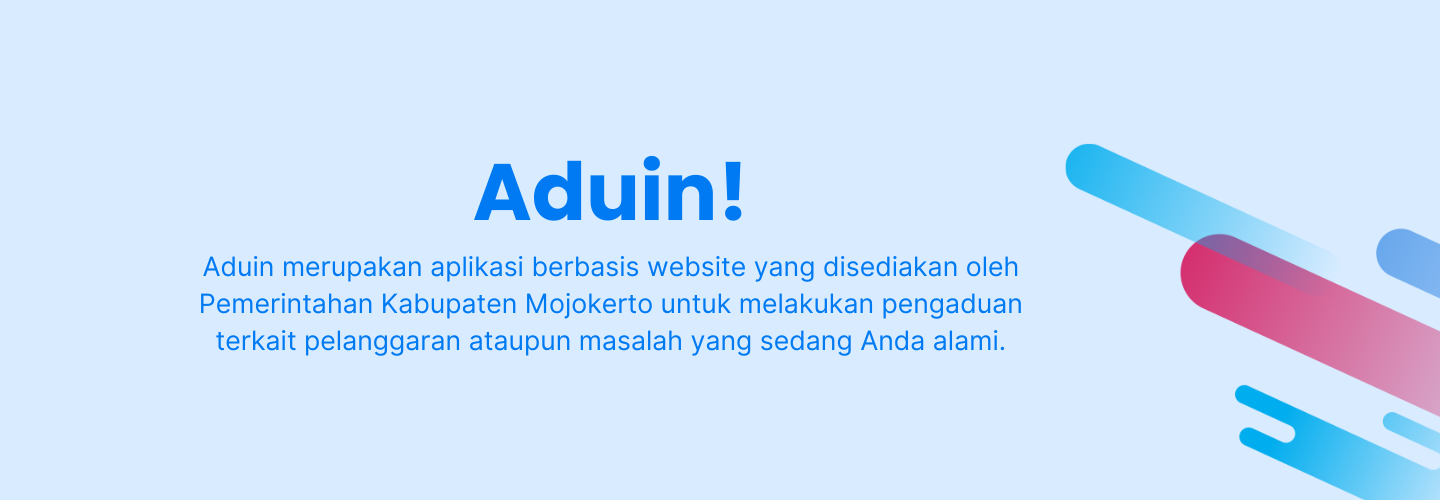 Aduin!
Aduin merupakan aplikasi berbasis website yang disediakan oleh
Pemerintahan Kabupaten Mojokerto untuk melakukan pengaduan
terkait pelanggaran ataupun masalah yang sedang Anda alami.